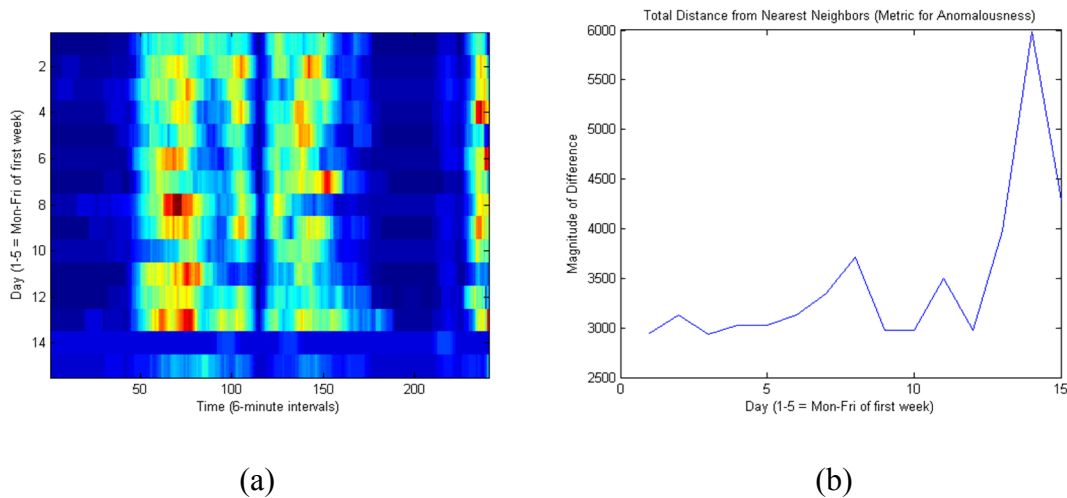 2
4
6
8
10
12
14
Day (1-5 = Mon-Fri of first week)
50 100 150 200
Time (6-minute intervals)
(a)
Total Distance from Nearest Neighbors (Metric for Anomalousness)
6000
5500
5000
4500
4000
3500
3000
2500
Magnitude of Difference
0 5 10 15
Day (1-5 = Mon-Fri of first week)
(b)